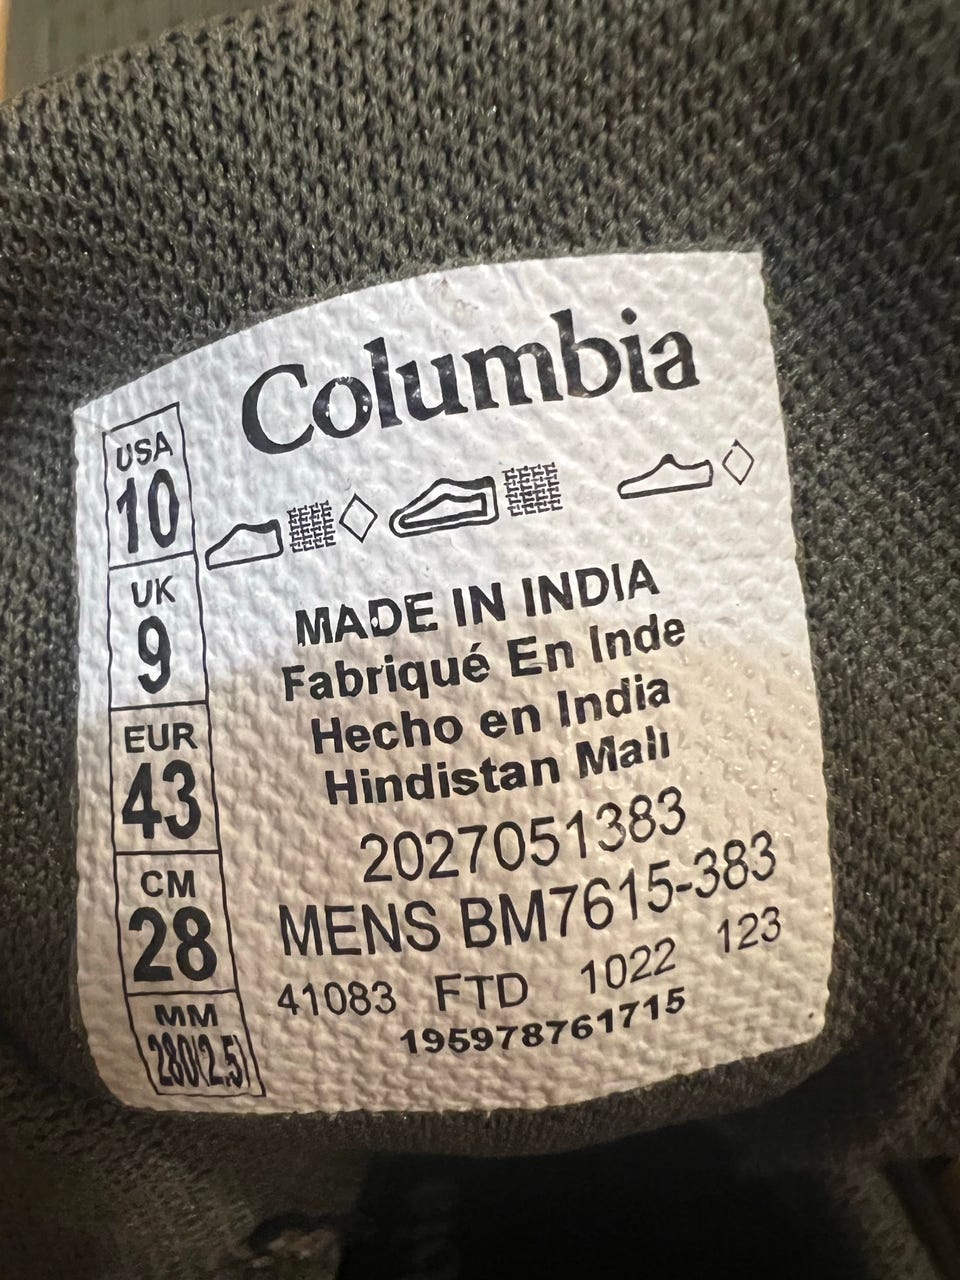 Columbia
USA
10
UK
9
EUR
43
CM
28
MM
280(2.5)
MADE IN INDIA
Fabriqué En Inde
Hecho en India
Hindistan Malı
2027051383
MENS BM7615-383
41083 FTD 1022 123
195978761715